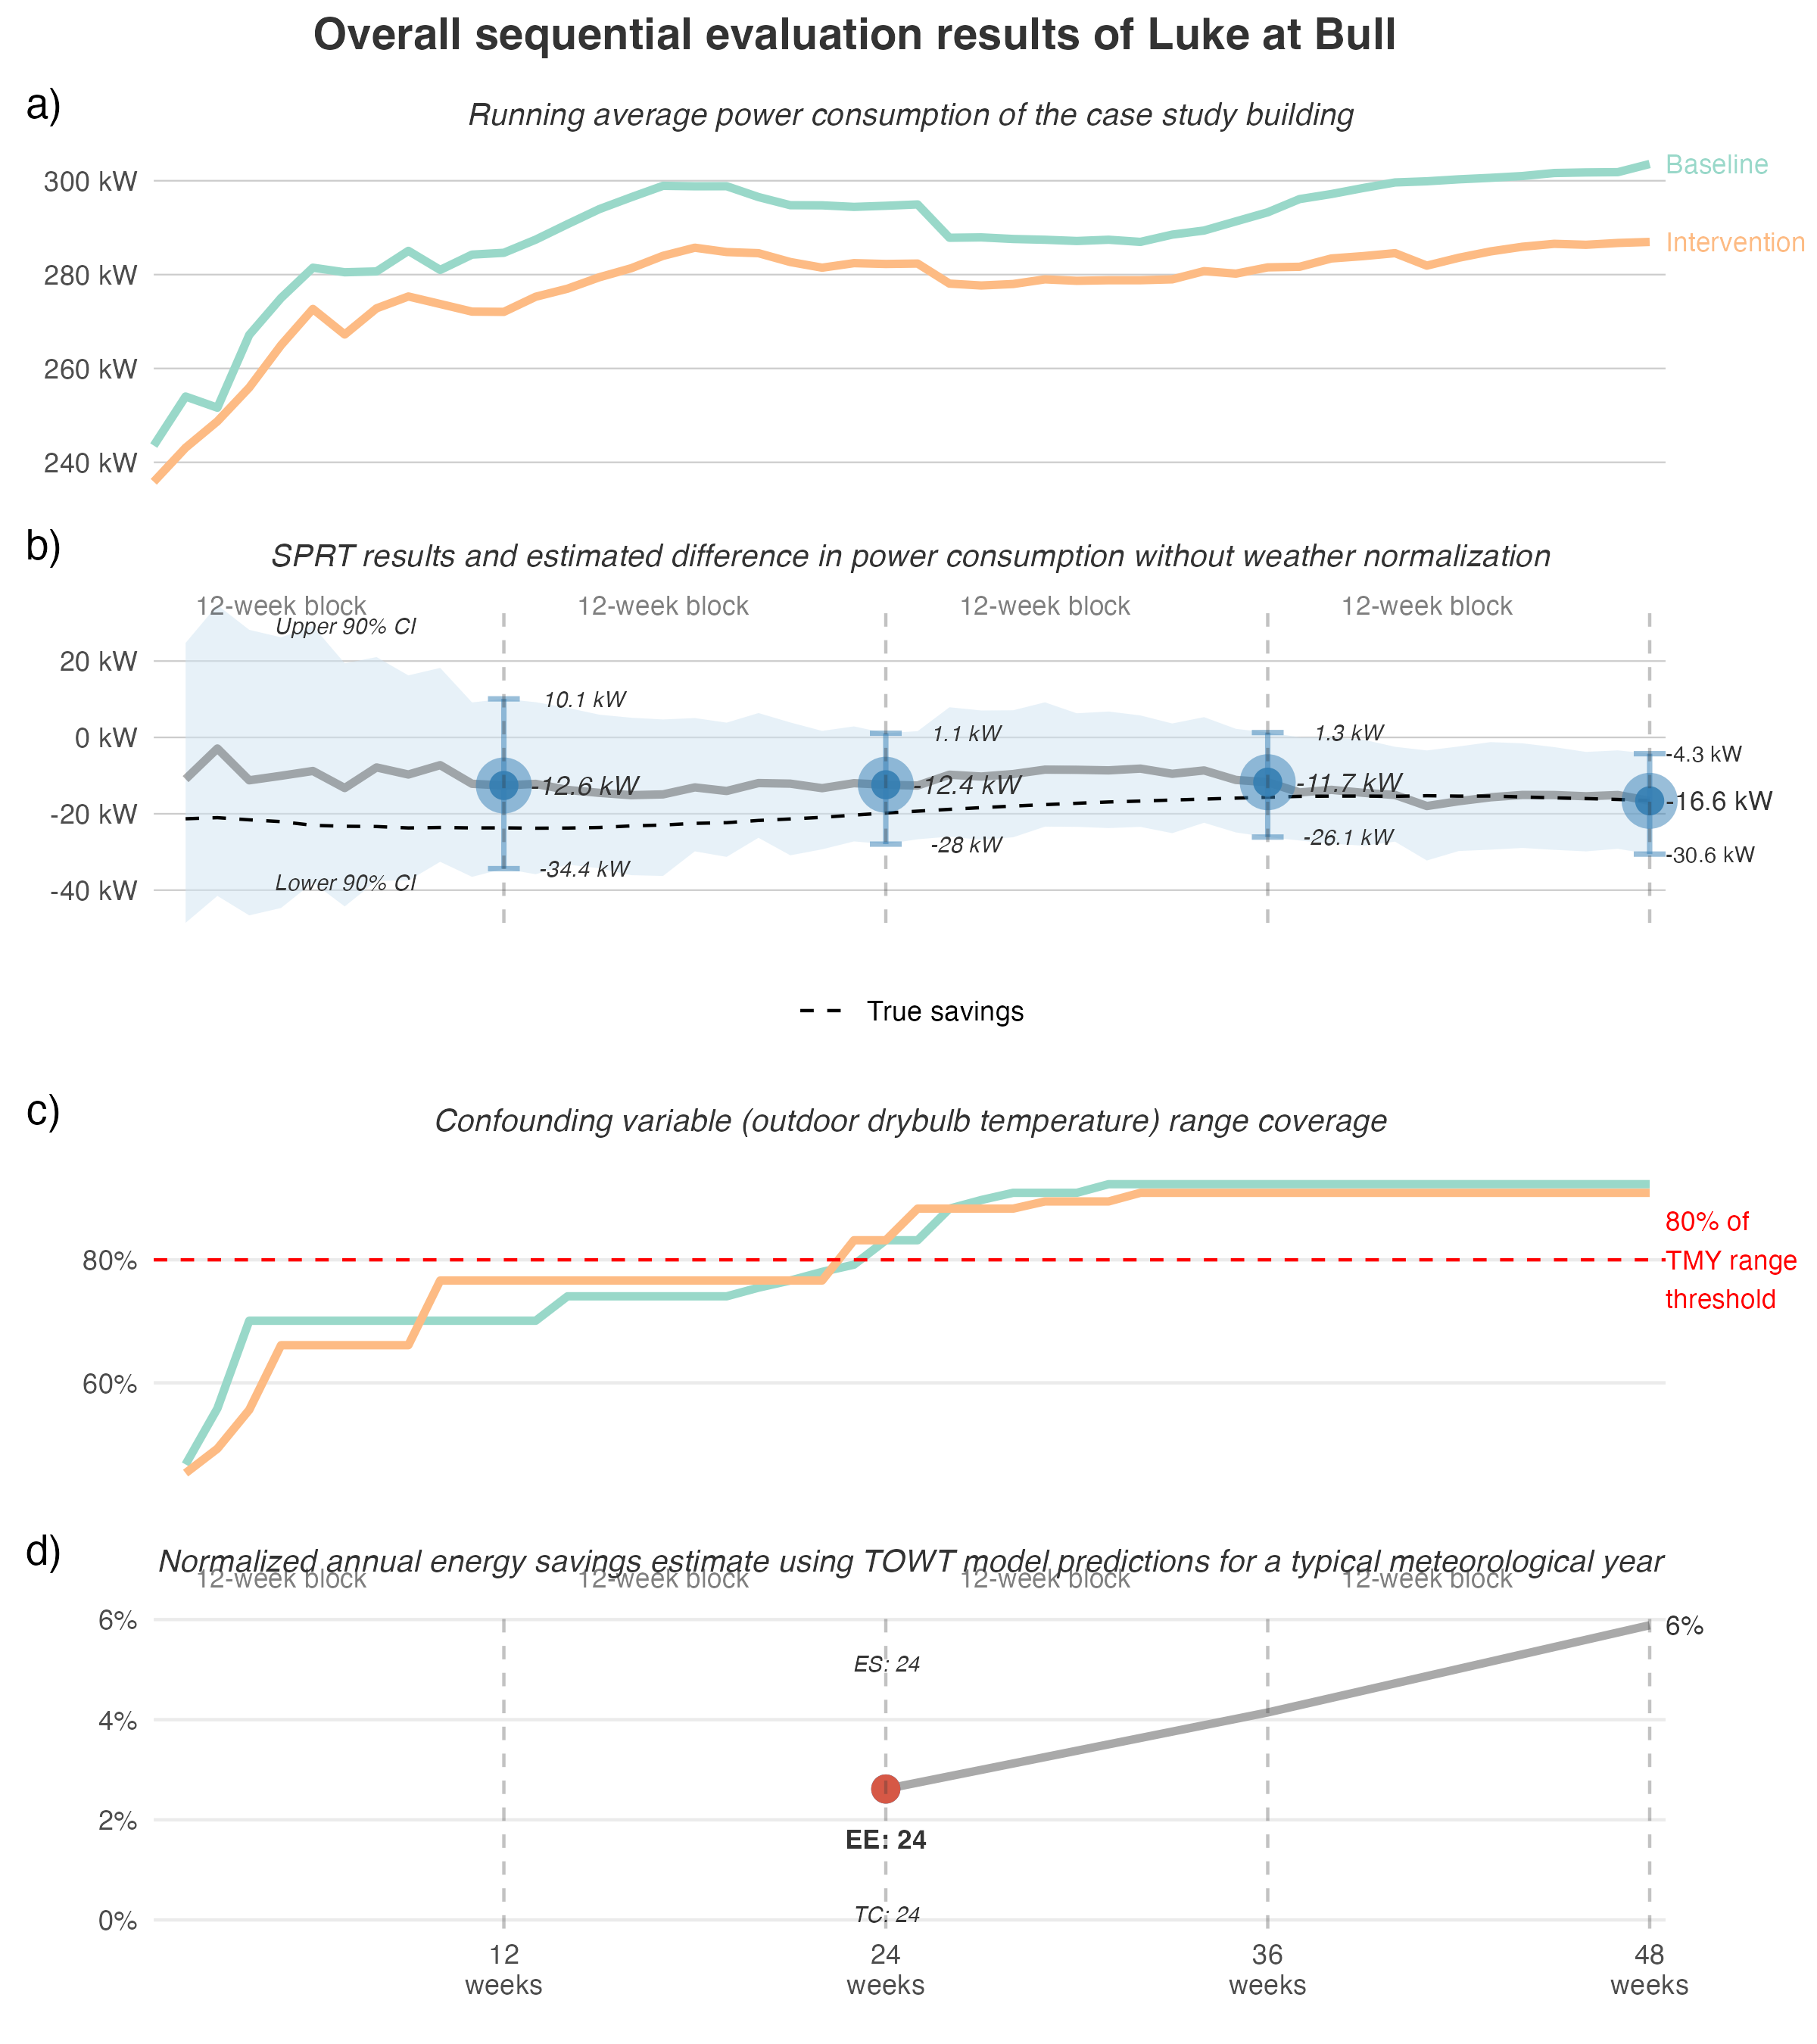 Overall sequential evaluation results of Luke at Bull
a)
Running average power consumption of the case study building
300 kW
280 kW
260 kW
240 kW
Baseline
Intervention
b)
SPRT results and estimated difference in power consumption without weather normalization
12-week block 12-week block 12-week block 12-week block
Upper 90% CI
20 kW
0 kW
-20 kW
-40 kW
10.1 kW
-12.6 kW
-34.4 kW
1.1 kW
-12.4 kW
-28 kW
1.3 kW
-11.7 kW
-26.1 kW
-4.3 kW
-16.6 kW
-30.6 kW
Lower 90% CI
True savings
c)
Confounding variable (outdoor drybulb temperature) range coverage
80%
60%
80% of
TMY range
threshold
d)
Normalized annual energy savings estimate using TOWT model predictions for a typical meteorological year
12-week block 12-week block 12-week block 12-week block
6%
4%
2%
0%
6%
ES: 24
EE: 24
TC: 24
12
weeks
24
weeks
36
weeks
48
weeks